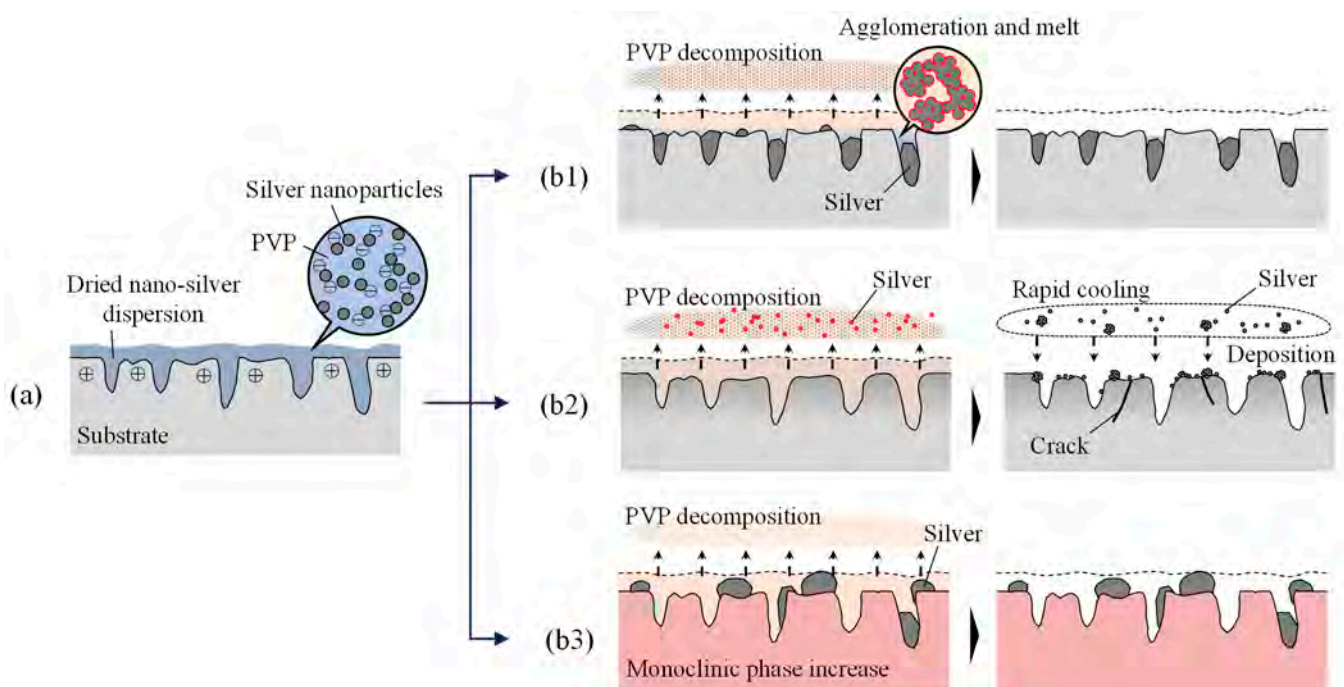 (a)
Silver nanoparticles
PVP
Dried nano-silver
dispersion
Substrate
(b1)
Agglomeration and melt
PVP decomposition
Silver
(b2)
PVP decomposition
Silver
Rapid cooling
Silver
Deposition
Crack
(b3)
PVP decomposition
Silver
Monoclinic phase increase